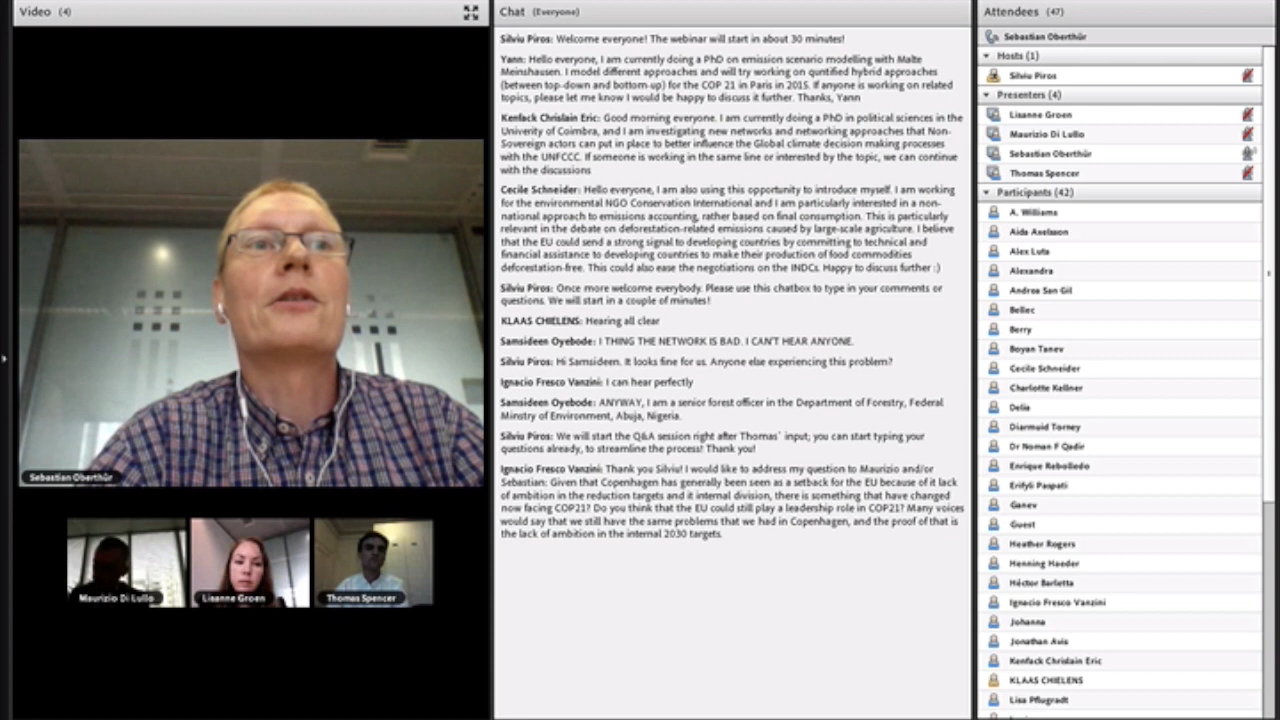 Video (4)
Sebastian Oberthür
Maurizio Di Lullo
Lisanne Groen
Thomas Spencer
Chat (Everyone)
Silviu Piros: Welcome everyone! The webinar will start in about 30 minutes!
Yann: Hello everyone, I am currently doing a PhD on emission scenario modelling with Malte
Meinshausen. I model different approaches and will try working on quntified hybrid approaches
(between top-down and bottom up) for the COP 21 in Paris in 2015. If anyone is working on related
topics, please let me know I would be happy to discuss it further. Thanks, Yann
Kenfack Chrislain Eric: Good morning everyone. I am currently doing a PhD in political sciences in the
Univerity of Coimbra, and I am investigating new networks and networking approaches that Non-
Sovereign actors can put in place to better influence the Global climate decision making processes
with the UNFCCC. If someone is working in the same line or interested by the topic, we can continue
with the discussions
Cecile Schneider: Hello everyone, I am also using this opportunity to introduce myself. I am working
for the environmental NGO Conservation International and I am particularly interested in a non-
national approach to emissions accounting, rather based on final consumption. This is particularly
relevant in the debate on deforestation-related emissions caused by large-scale agriculture. I believe
that the EU could send a strong signal to developing countries by committing to technical and
financial assistance to developing countries to make their production of food commodities
deforestation-free. This could also ease the negotiations on the INDCs. Happy to discuss further :)
Silviu Piros: Once more welcome everybody. Please use this chatbox to type in your comments or
questions. We will start in a couple of minutes!
KLAAS CHIELENS: Hearing all clear
Samsideen Oyebode: I THING THE NETWORK IS BAD. I CAN'T HEAR ANYONE.
Silviu Piros: Hi Samsideen. It looks fine for us. Anyone else experiencing this problem?
Ignacio Fresco Vanzini: I can hear perfectly
Samsideen Oyebode: ANYWAY, I am a senior forest officer in the Department of Forestry, Federal
Minstry of Environment, Abuja, Nigeria.
Silviu Piros: We will start the Q&A session right after Thomas` input; you can start typing your
questions already, to streamline the process! Thank you!
Ignacio Fresco Vanzini: Thank you Silviu! I would like to address my question to Maurizio and/or
Sebastian: Given that Copenhagen has generally been seen as a setback for the EU because of it lack
of ambition in the reduction targets and it internal division, there is something that have changed
now facing COP21? Do you think that the EU could still play a leadership role in COP21? Many voices
would say that we still have the same problems that we had in Copenhagen, and the proof of that is
the lack of ambition in the internal 2030 targets.
Attendees (47)
Sebastian Oberthür
Hosts (1)
Silviu Piros
Presenters (4)
Lisanne Groen
Maurizio Di Lullo
Sebastian Oberthür
Thomas Spencer
Participants (42)
A. Williams
Aida Axelsson
Alex Luta
Alexandra
Andrea San Gil
Bellec
Berry
Boyan Tanev
Cecile Schneider
Charlotte Kellner
Delia
Diarmuid Torney
Dr Noman F Qadir
Enrique Rebolledo
Erifyli Paspati
Ganev
Guest
Heather Rogers
Henning Haeder
Héctor Barletta
Ignacio Fresco Vanzini
Johanna
Jonathan Avis
Kenfack Chrislain Eric
KLAAS CHIELENS
Lisa Pflugradt